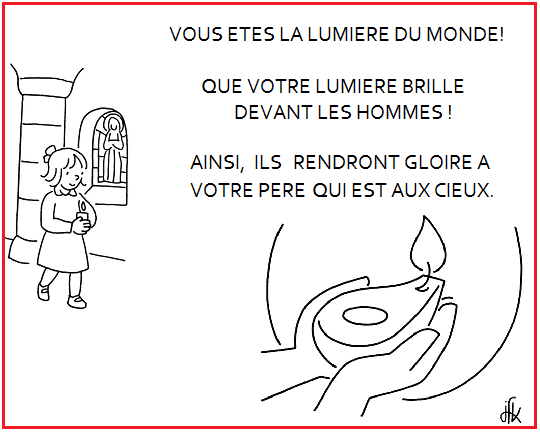 VOUS ETES LA LUMIERE DU MONDE!
QUE VOTRE LUMIERE BRILLE
DEVANT LES HOMMES !
AINSI, ILS RENDRONT GLOIRE A
VOTRE PERE QUI EST AUX CIEUX.